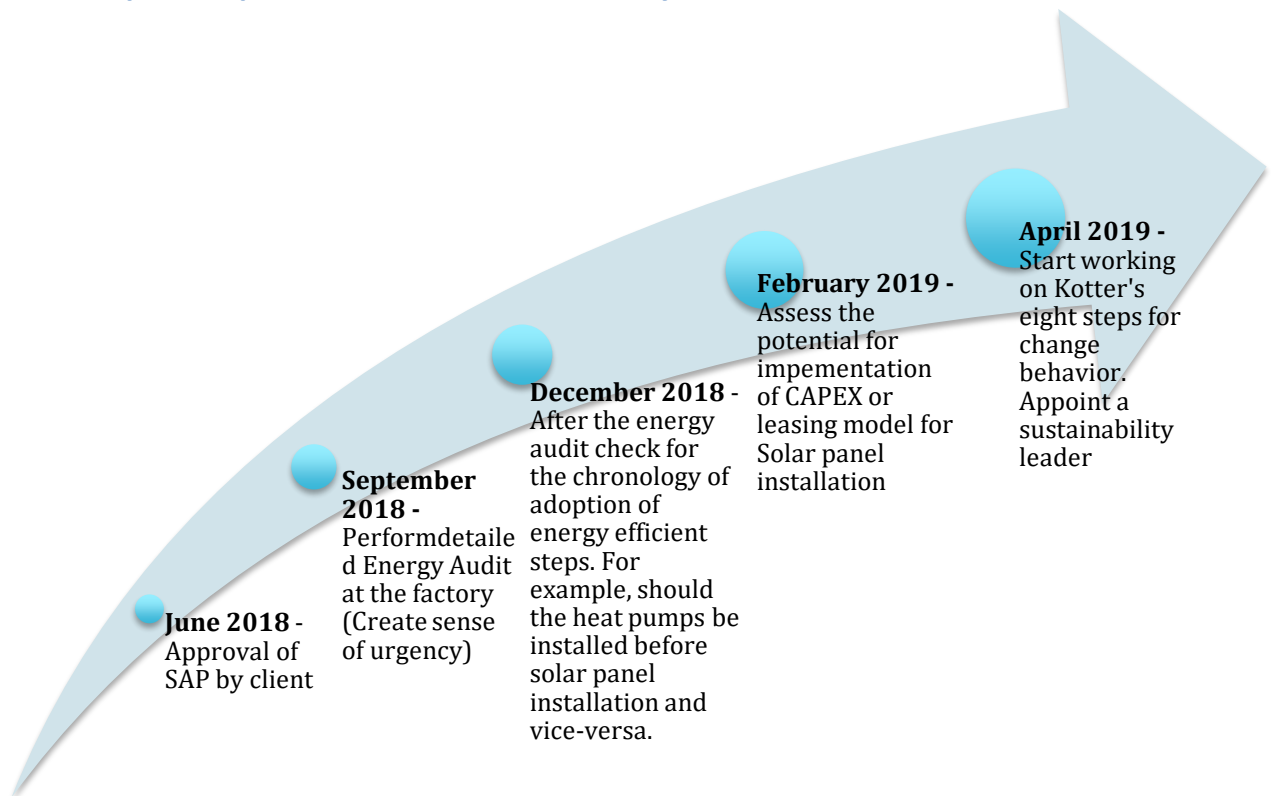 June 2018 -
Approval of
SAP by client
September
2018 -
Performdetaile
d Energy Audit
at the factory
(Create sense
of urgency)
December 2018 -
After the energy
audit check for
the chronology of
adoption of
energy efficient
steps. For
example, should
the heat pumps be
installed before
solar panel
installation and
vice-versa.
February 2019 -
Assess the
potential for
impementation
of CAPEX or
leasing model for
Solar panel
installation
April 2019 -
Start working
on Kotter's
eight steps for
change
behavior.
Appoint a
sustainability
leader